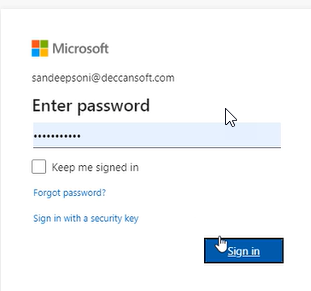 Microsoft
sandeepsoni@deccansoft.com
Enter password
•••••••••••
Keep me signed in
Forgot password?
Sign in with a security key
Sign in